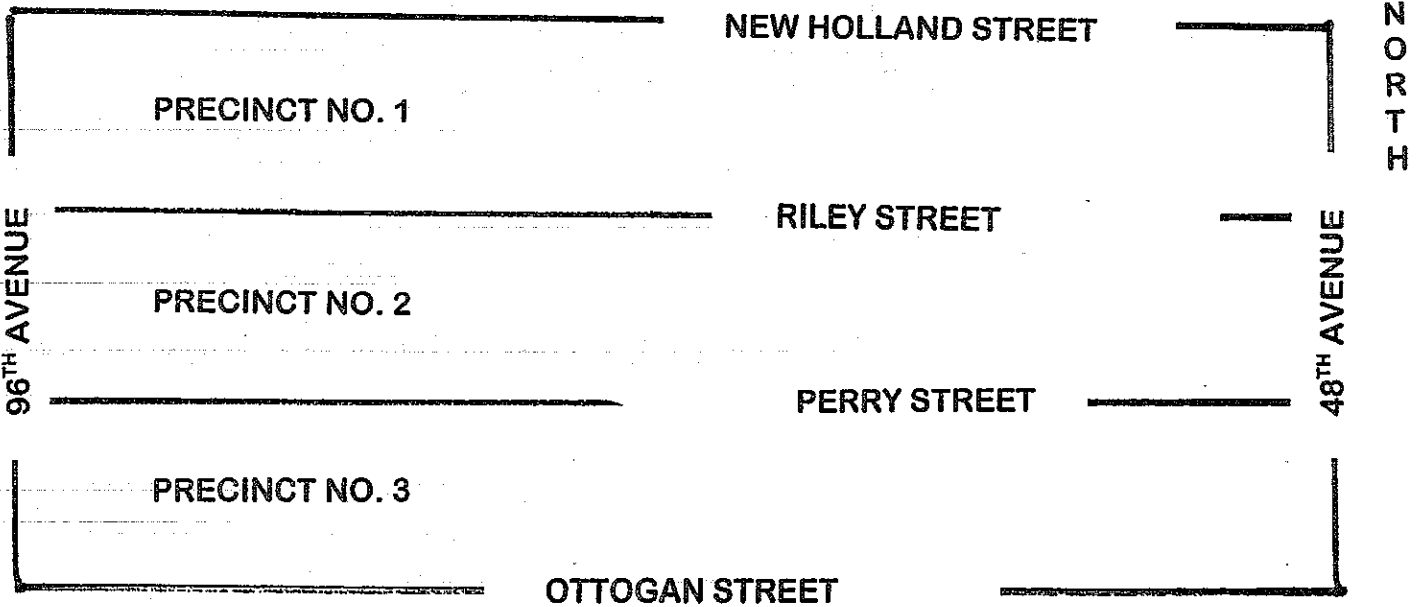 NEW HOLLAND STREET
NORTH
PRECINCT NO. 1
RILEY STREET
96TH AVENUE
48TH AVENUE
PRECINCT NO. 2
PERRY STREET
PRECINCT NO. 3
OTTOGAN STREET